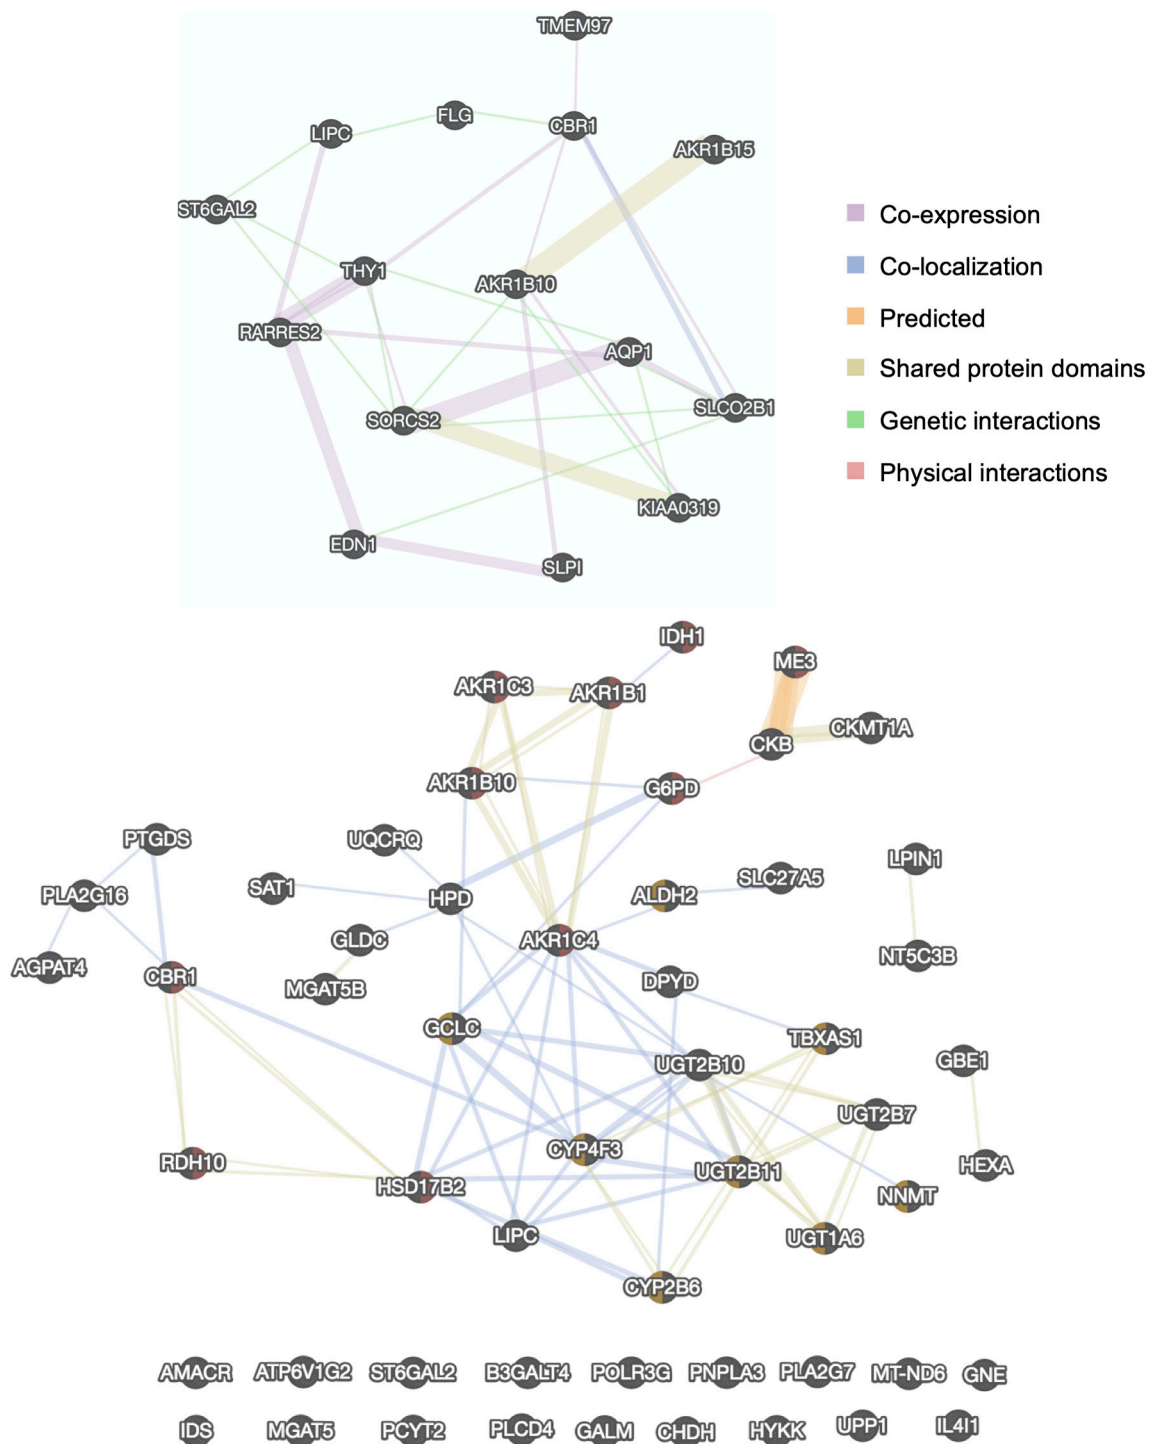 TMEM97
FLG
CBR1
LIPC
AKR1B15
ST6GAL2
THY1
AKR1B10
RARRES2
AQP1
SORCS2
SLCO2B1
KIAA0319
EDN1
SLPI
Co-expression
Co-localization
Predicted
Shared protein domains
Genetic interactions
Physical interactions
IDH1
ME3
AKR1C3
AKR1B1
CKMT1A
CKB
AKR1B10
G6PD
PTGDS
UQCRQ
LPIN1
PLA2G16
SAT1
HPD
ALDH2
SLC27A5
GLDC
AKR1C4
NT5C3B
AGPAT4
CBR1
MGAT5B
DPYD
GCLC
TBXAS1
UGT2B10
GBE1
UGT2B7
CYP4F3
RDH10
UGT2B11
HEXA
HSD17B2
NNMT
LIPC
UGT1A6
CYP2B6
AMACR ATP6V1G2 ST6GAL2 B3GALT4 POLR3G PNPLA3 PLA2G7 MT-ND6 GNE
IDS MGAT5 PCYT2 PLCD4 GALM CHDH HYKK UPP1 IL4I1